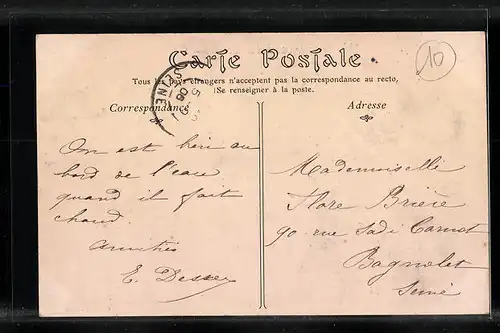 Carte Postale
10
Tous les pays étrangers n'acceptent pas la correspondance au recto,
(Se renseigner à la poste.)
Correspondance
Adresse
SEINE
On est bien au
bord de l'eau
quand il fait
chaud.
amitiés
E. Desse
Mademoiselle
Flore Brière
90 rue Sadi Carnot
Bagnolet
Seine